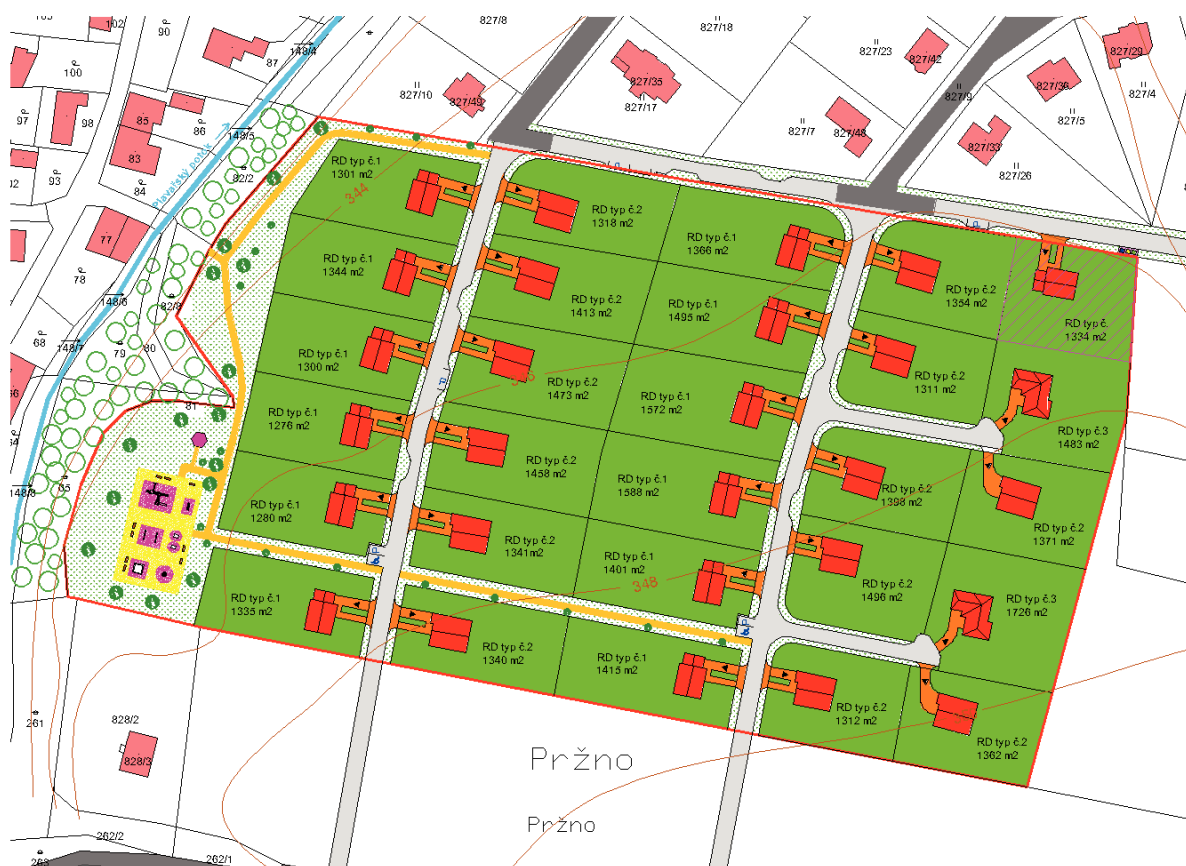 102
90
827/8
827/18
II
827/23
827/42
827/29
100
87
148/4
827/35
827/10
827/49
827/17
827/9
827/30
827/4
97
98
85
86
148/5
827/7
827/48
827/5
83
93
84
82/2
827/33
827/26
Plavařský potok
RD typ č.1
1301 m2
344
RD typ č.2
1318 m2
RD typ č.1
1366 m2
77
78
148/6
82/8
RD typ č.1
1344 m2
RD typ č.2
1413 m2
RD typ č.1
1495 m2
RD typ č.2
1354 m2
RD typ č.
1334 m2
68
148/7
79
80
RD typ č.1
1300 m2
RD typ č.2
1473 m2
RD typ č.1
1572 m2
RD typ č.2
1311 m2
81
RD typ č.1
1276 m2
RD typ č.2
1458 m2
RD typ č.1
1588 m2
RD typ č.2
1398 m2
RD typ č.3
1483 m2
148/8
65
RD typ č.1
1280 m2
RD typ č.2
1341 m2
RD typ č.1
1401 m2
348
RD typ č.2
1496 m2
RD typ č.2
1371 m2
RD typ č.1
1335 m2
RD typ č.2
1340 m2
RD typ č.1
1415 m2
RD typ č.2
1312 m2
RD typ č.3
1726 m2
RD typ č.2
1362 m2
261
828/2
828/3
Pržno
Pržno
262/2
262/1
263